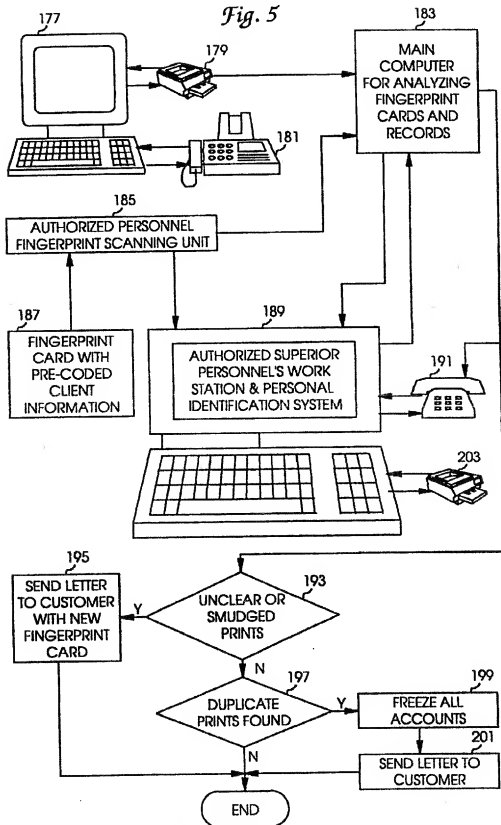 Fig. 5
177
179
183
MAIN
COMPUTER
FOR ANALYZING
FINGERPRINT
CARDS AND
RECORDS
181
185
AUTHORIZED PERSONNEL
FINGERPRINT SCANNING UNIT
187
FINGERPRINT
CARD WITH
PRE-CODED
CLIENT
INFORMATION
189
AUTHORIZED SUPERIOR
PERSONNEL'S WORK
STATION & PERSONAL
IDENTIFICATION SYSTEM
191
203
195
SEND LETTER
TO CUSTOMER
WITH NEW
FINGERPRINT
CARD
Y
193
UNCLEAR OR
SMUDGED
PRINTS
N
197
DUPLICATE
PRINTS FOUND
Y
199
FREEZE ALL
ACCOUNTS
201
SEND LETTER TO
CUSTOMER
N
END